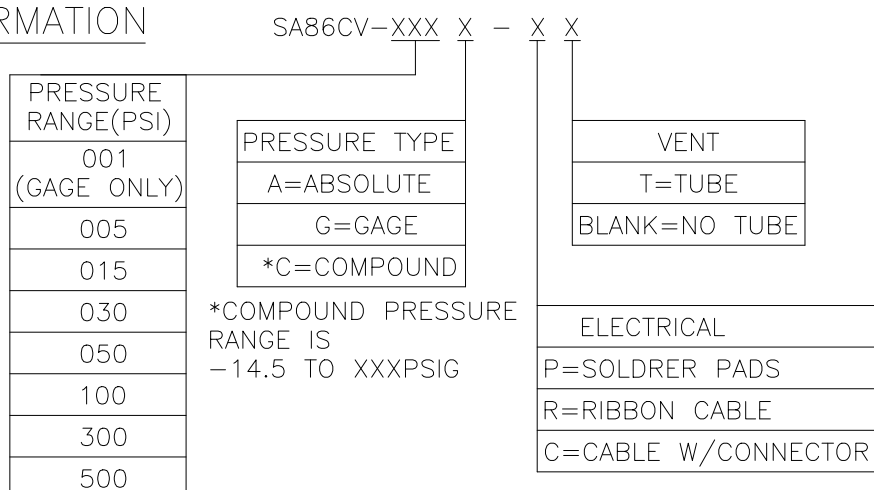 RMATION
SA86CV-XXX X - X X
PRESSURE
RANGE(PSI)
001
(GAGE ONLY)
005
015
030
050
100
300
500
PRESSURE TYPE
A=ABSOLUTE
G=GAGE
*C=COMPOUND
*COMPOUND PRESSURE
RANGE IS
-14.5 TO XXXPSIG
VENT
T=TUBE
BLANK=NO TUBE
ELECTRICAL
P=SOLDRER PADS
R=RIBBON CABLE
C=CABLE W/CONNECTOR